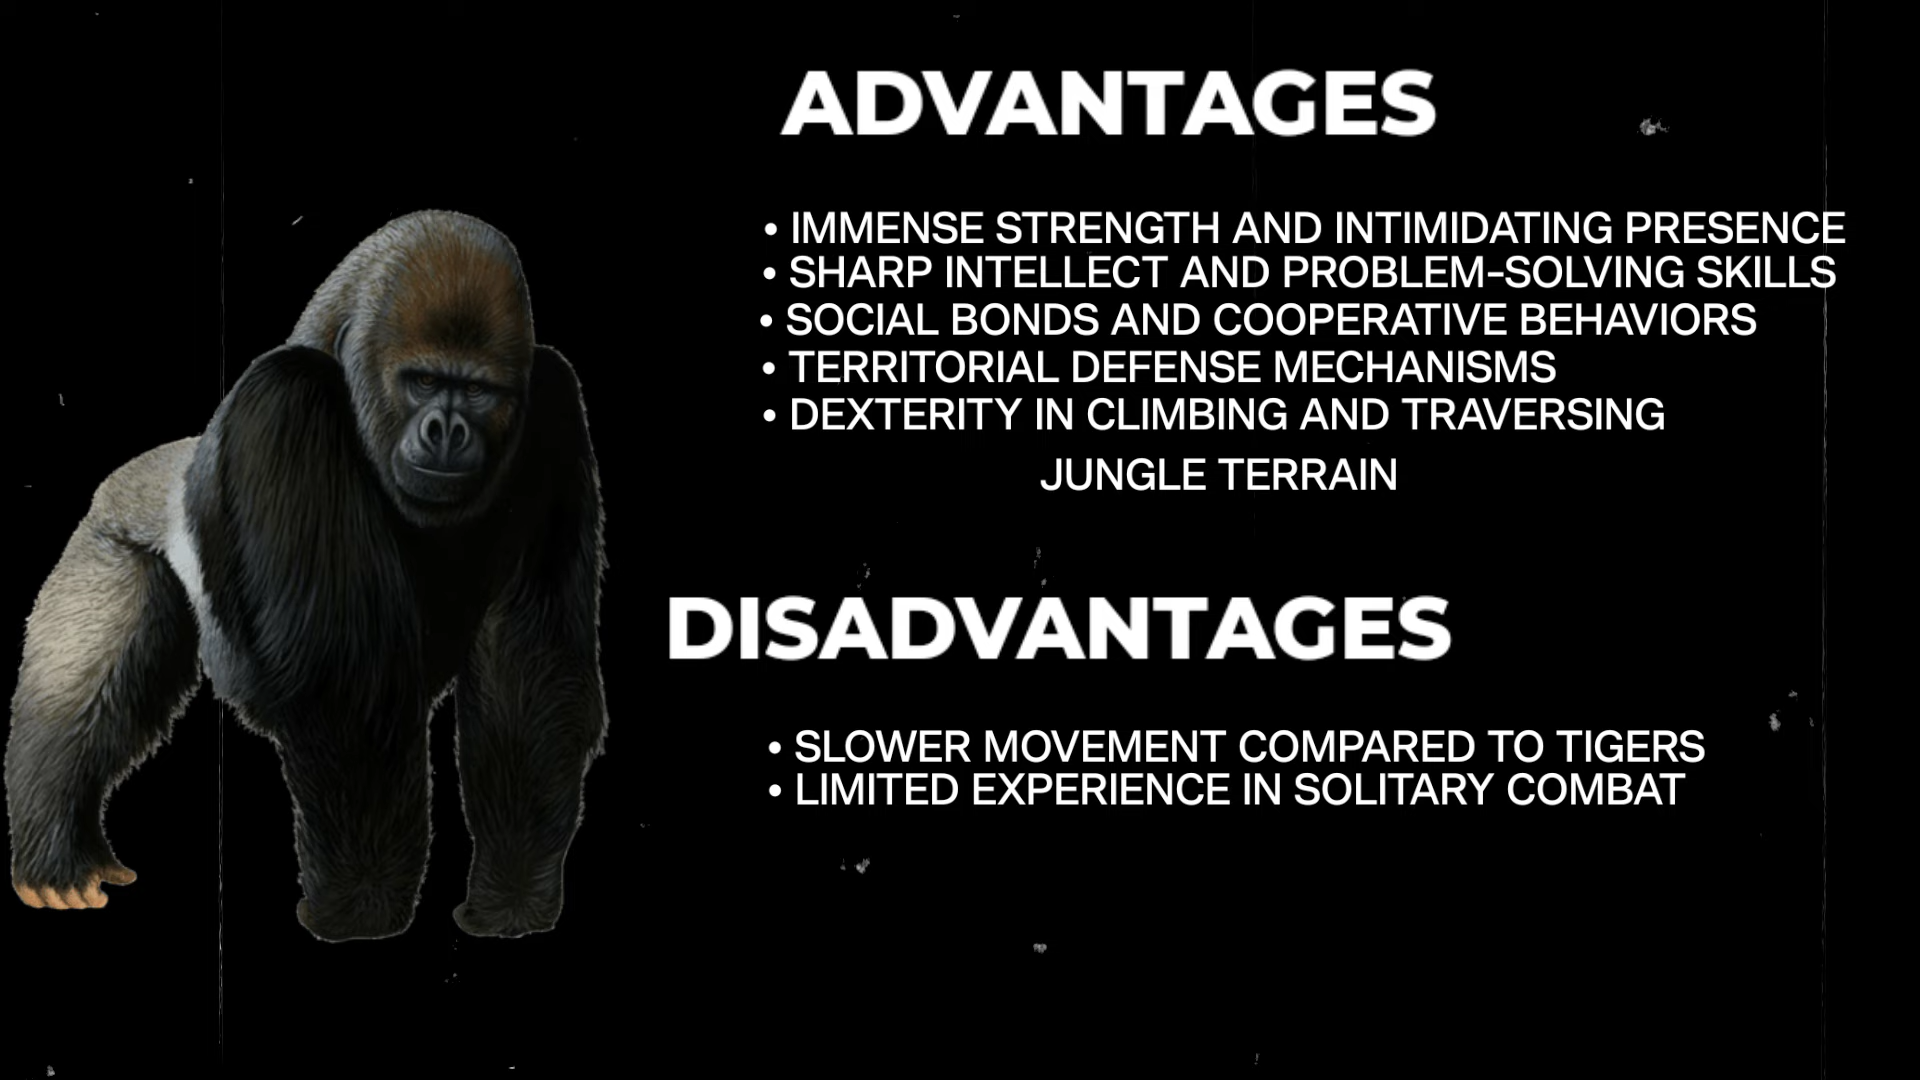 ADVANTAGES
• IMMENSE STRENGTH AND INTIMIDATING PRESENCE
• SHARP INTELLECT AND PROBLEM-SOLVING SKILLS
• SOCIAL BONDS AND COOPERATIVE BEHAVIORS
• TERRITORIAL DEFENSE MECHANISMS
• DEXTERITY IN CLIMBING AND TRAVERSING
JUNGLE TERRAIN
DISADVANTAGES
• SLOWER MOVEMENT COMPARED TO TIGERS
• LIMITED EXPERIENCE IN SOLITARY COMBAT